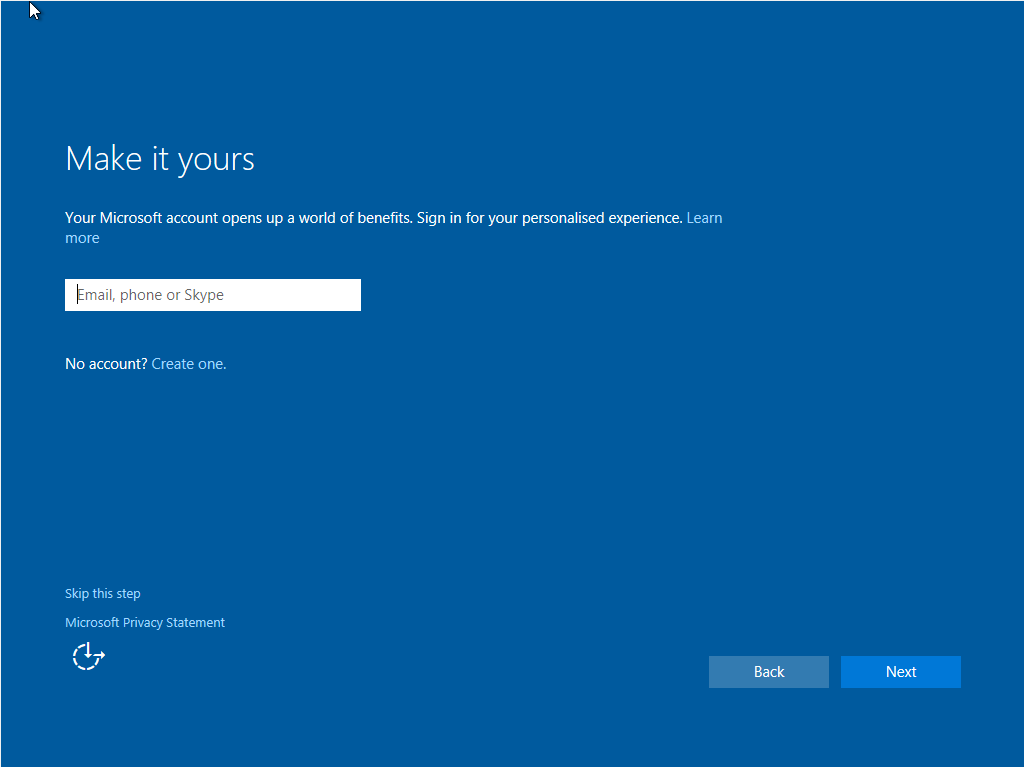 Make it yours
Your Microsoft account opens up a world of benefits. Sign in for your personalised experience. Learn
more
Email, phone or Skype
No account? Create one.
Skip this step
Microsoft Privacy Statement
Back
Next